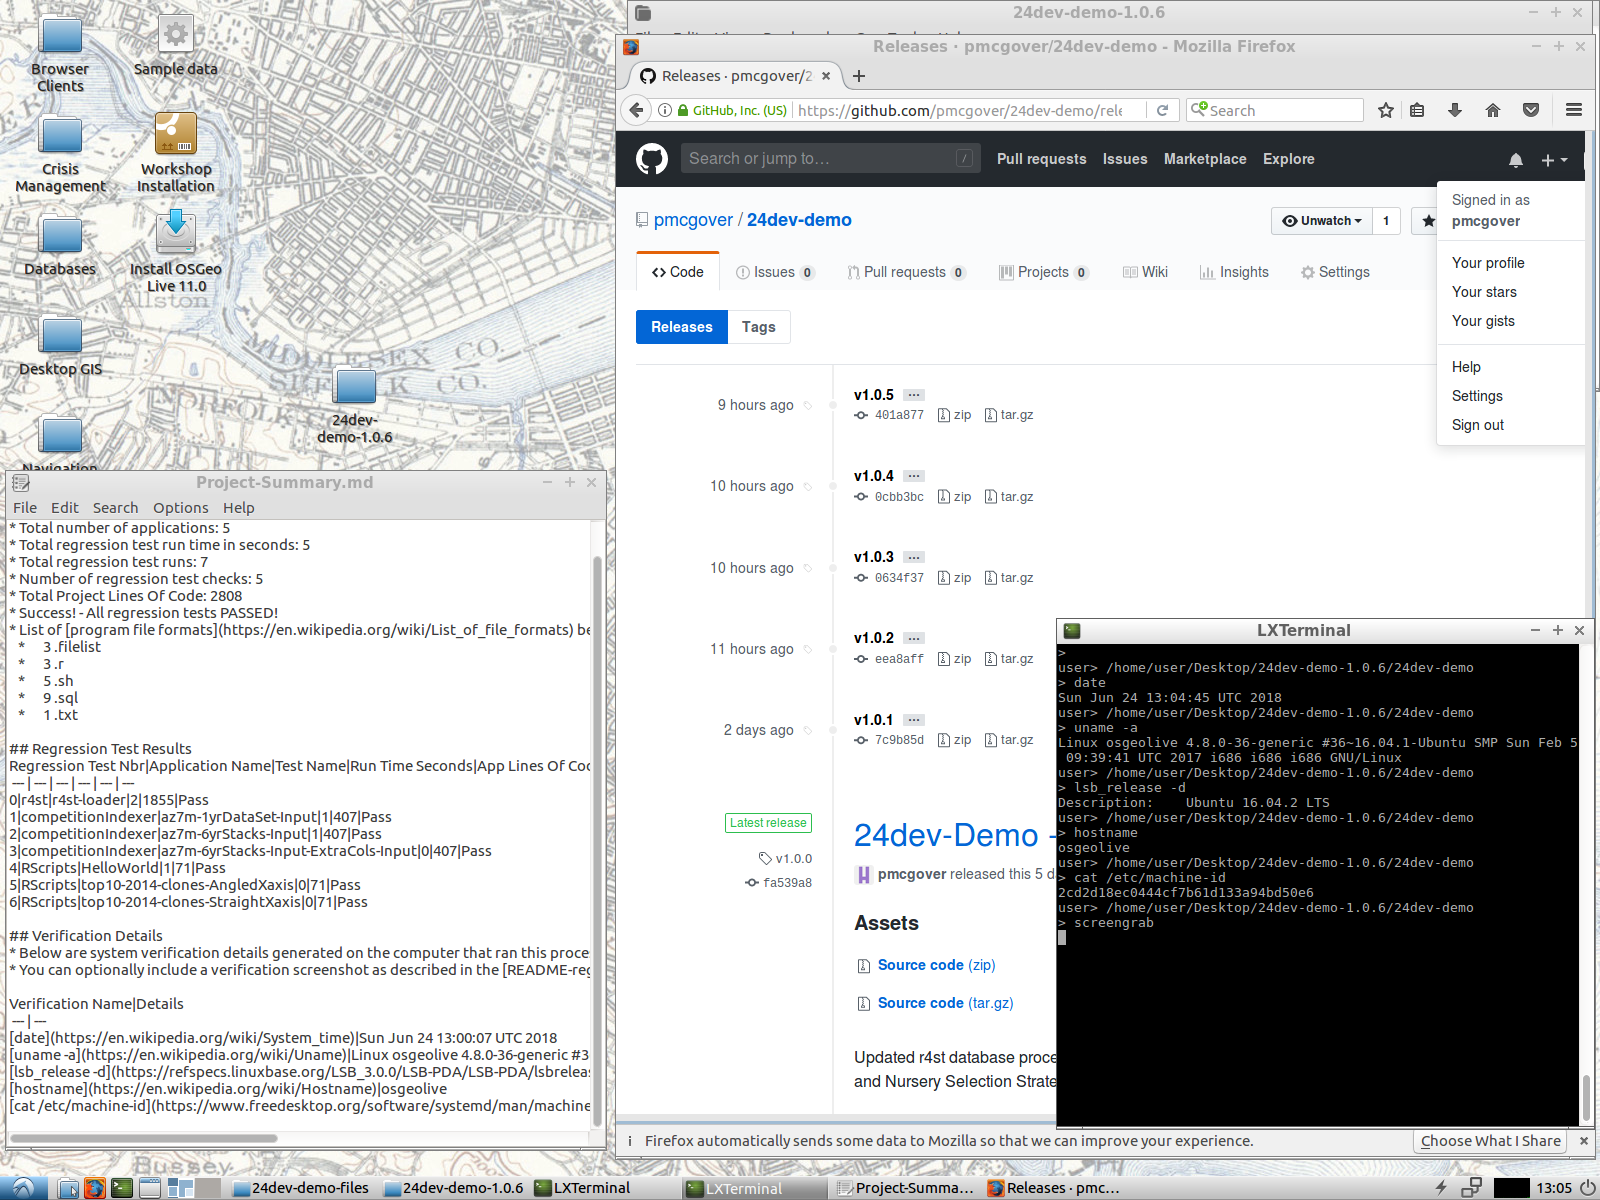 Browser
Clients
Sample data
Crisis
Management
Workshop
Installation
Databases
Install OSGeo
Live 11.0
Allston
Desktop GIS
MIDDLESEX CO.
SUFFOLK CO.
NORFOLK
24dev-
demo-1.0.6
Navigation
24dev-demo-1.0.6
Releases · pmcgover/24dev-demo - Mozilla Firefox
Releases · pmcgover/2
GitHub, Inc. (US)
https://github.com/pmcgover/24dev-demo/rele
Search
Search or jump to…
/
Pull requests
Issues
Marketplace
Explore
pmcgover / 24dev-demo
Unwatch
1
Signed in as
pmcgover
Your profile
Your stars
Your gists
Help
Settings
Sign out
Code
Issues 0
Pull requests 0
Projects 0
Wiki
Insights
Settings
Releases
Tags
9 hours ago
v1.0.5 ...
401a877 zip tar.gz
10 hours ago
v1.0.4 ...
0cbb3bc zip tar.gz
10 hours ago
v1.0.3 ...
0634f37 zip tar.gz
11 hours ago
v1.0.2 ...
eea8aff zip tar.gz
2 days ago
v1.0.1 ...
7c9b85d zip tar.gz
Latest release
v1.0.0
fa539a8
24dev-Demo -
pmcgover released this 5 d
Assets
Source code (zip)
Source code (tar.gz)
Updated r4st database proce
and Nursery Selection Strate
i Firefox automatically sends some data to Mozilla so that we can improve your experience.
Choose What I Share
Project-Summary.md
File Edit Search Options Help
* Total number of applications: 5
* Total regression test run time in seconds: 5
* Total regression test runs: 7
* Number of regression test checks: 5
* Total Project Lines Of Code: 2808
* Success! - All regression tests PASSED!
* List of [program file formats](https://en.wikipedia.org/wiki/List_of_file_formats) be
* 3 .filelist
* 3 .r
* 5 .sh
* 9 .sql
* 1 .txt
## Regression Test Results
Regression Test Nbr|Application Name|Test Name|Run Time Seconds|App Lines Of Coc
---|---|---|---|---|---
0|r4st|r4st-loader|2|1855|Pass
1|competitionIndexer|az7m-1yrDataSet-Input|1|407|Pass
2|competitionIndexer|az7m-6yrStacks-Input|1|407|Pass
3|competitionIndexer|az7m-6yrStacks-Input-ExtraCols-Input|0|407|Pass
4|RScripts|HelloWorld|1|71|Pass
5|RScripts|top10-2014-clones-AngledXaxis|0|71|Pass
6|RScripts|top10-2014-clones-StraightXaxis|0|71|Pass
## Verification Details
* Below are system verification details generated on the computer that ran this proce
* You can optionally include a verification screenshot as described in the [README-reg
Verification Name|Details
---|---
[date](https://en.wikipedia.org/wiki/System_time)|Sun Jun 24 13:00:07 UTC 2018
[uname -a](https://en.wikipedia.org/wiki/Uname)|Linux osgeolive 4.8.0-36-generic #3
[lsb_release -d](https://refspecs.linuxbase.org/LSB_3.0.0/LSB-PDA/LSB-PDA/lsbreleas
[hostname](https://en.wikipedia.org/wiki/Hostname)|osgeolive
[cat /etc/machine-id](https://www.freedesktop.org/software/systemd/man/machine
LXTerminal
>
user> /home/user/Desktop/24dev-demo-1.0.6/24dev-demo
> date
Sun Jun 24 13:04:45 UTC 2018
user> /home/user/Desktop/24dev-demo-1.0.6/24dev-demo
> uname -a
Linux osgeolive 4.8.0-36-generic #36~16.04.1-Ubuntu SMP Sun Feb 5
09:39:41 UTC 2017 i686 i686 i686 GNU/Linux
user> /home/user/Desktop/24dev-demo-1.0.6/24dev-demo
> lsb_release -d
Description: Ubuntu 16.04.2 LTS
user> /home/user/Desktop/24dev-demo-1.0.6/24dev-demo
> hostname
osgeolive
user> /home/user/Desktop/24dev-demo-1.0.6/24dev-demo
> cat /etc/machine-id
2cd2d18ec0444cf7b61d133a94bd50e6
user> /home/user/Desktop/24dev-demo-1.0.6/24dev-demo
> screengrab
Bussey
24dev-demo-files
24dev-demo-1.0.6
LXTerminal
LXTerminal
Project-Summa...
Releases · pmc...
13:05